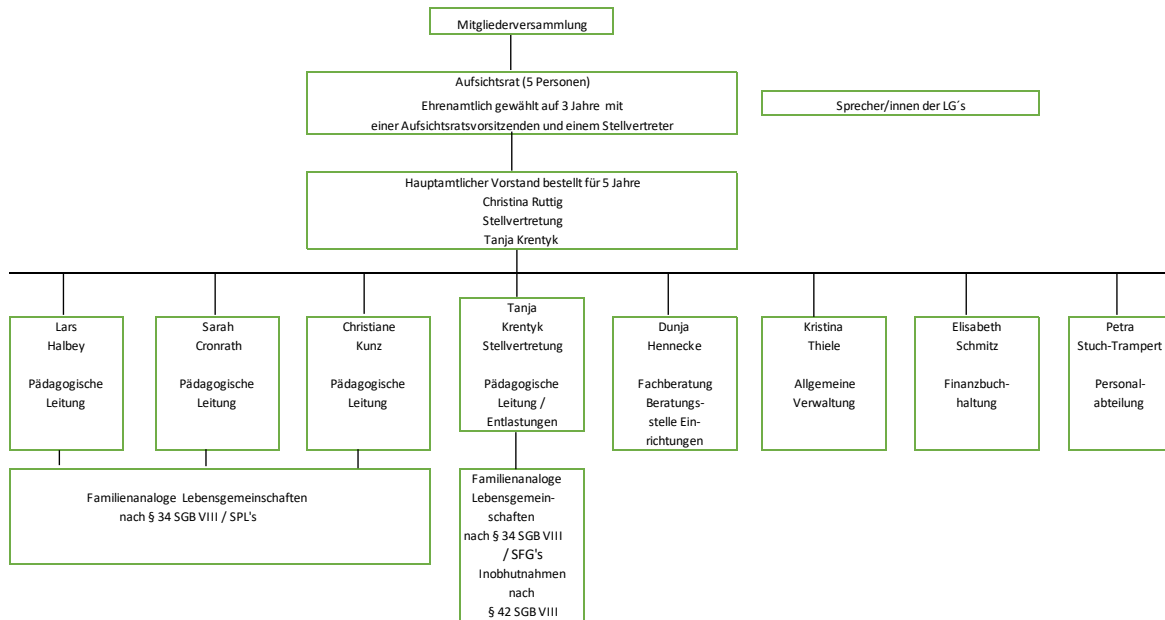 Mitgliederversammlung
Aufsichtsrat (5 Personen)
Ehrenamtlich gewählt auf 3 Jahre mit
einer Aufsichtsratsvorsitzenden und einem Stellvertreter
Sprecher/innen der LG´s
Hauptamtlicher Vorstand bestellt für 5 Jahre
Christina Ruttig
Stellvertretung
Tanja Krentyk
Lars
Halbey
Pädagogische
Leitung
Sarah
Cronrath
Pädagogische
Leitung
Christiane
Kunz
Pädagogische
Leitung
Tanja
Krentyk
Stellvertretung
Pädagogische
Leitung /
Entlastungen
Dunja
Hennecke
Fachberatung
Beratungs-
stelle Ein-
richtungen
Kristina
Thiele
Allgemeine
Verwaltung
Elisabeth
Schmitz
Finanzbuch-
haltung
Petra
Stuch-Trampert
Personal-
abteilung
Familienanaloge Lebensgemeinschaften
nach § 34 SGB VIII / SPL's
Familienanaloge
Lebensgemein-
schaften
nach § 34 SGB VIII
/ SFG's
Inobhutnahmen
nach
§ 42 SGB VIII